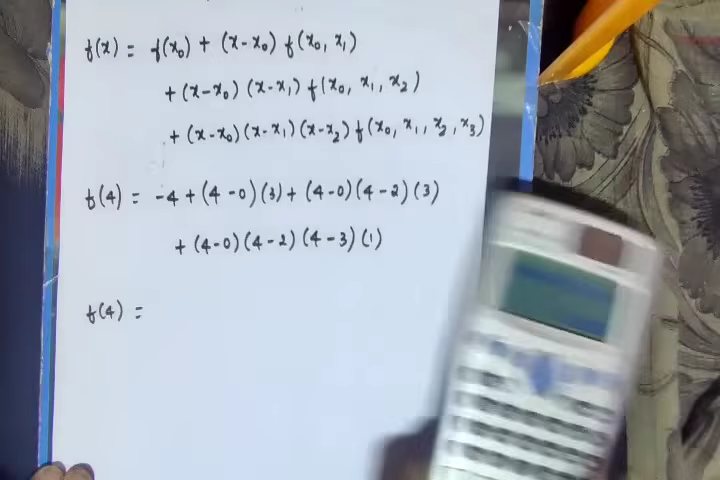 f(x) = f(x₀) + (x-x₀) f(x₀, x₁)
+ (x-x₀) (x-x₁) f(x₀, x₁, x₂)
+ (x-x₀) (x-x₁) (x-x₂) f(x₀, x₁, x₂, x₃)
f(4) = -4 + (4-0) (3) + (4-0) (4-2) (3)
+ (4-0) (4-2) (4-3) (1)
f(4) =